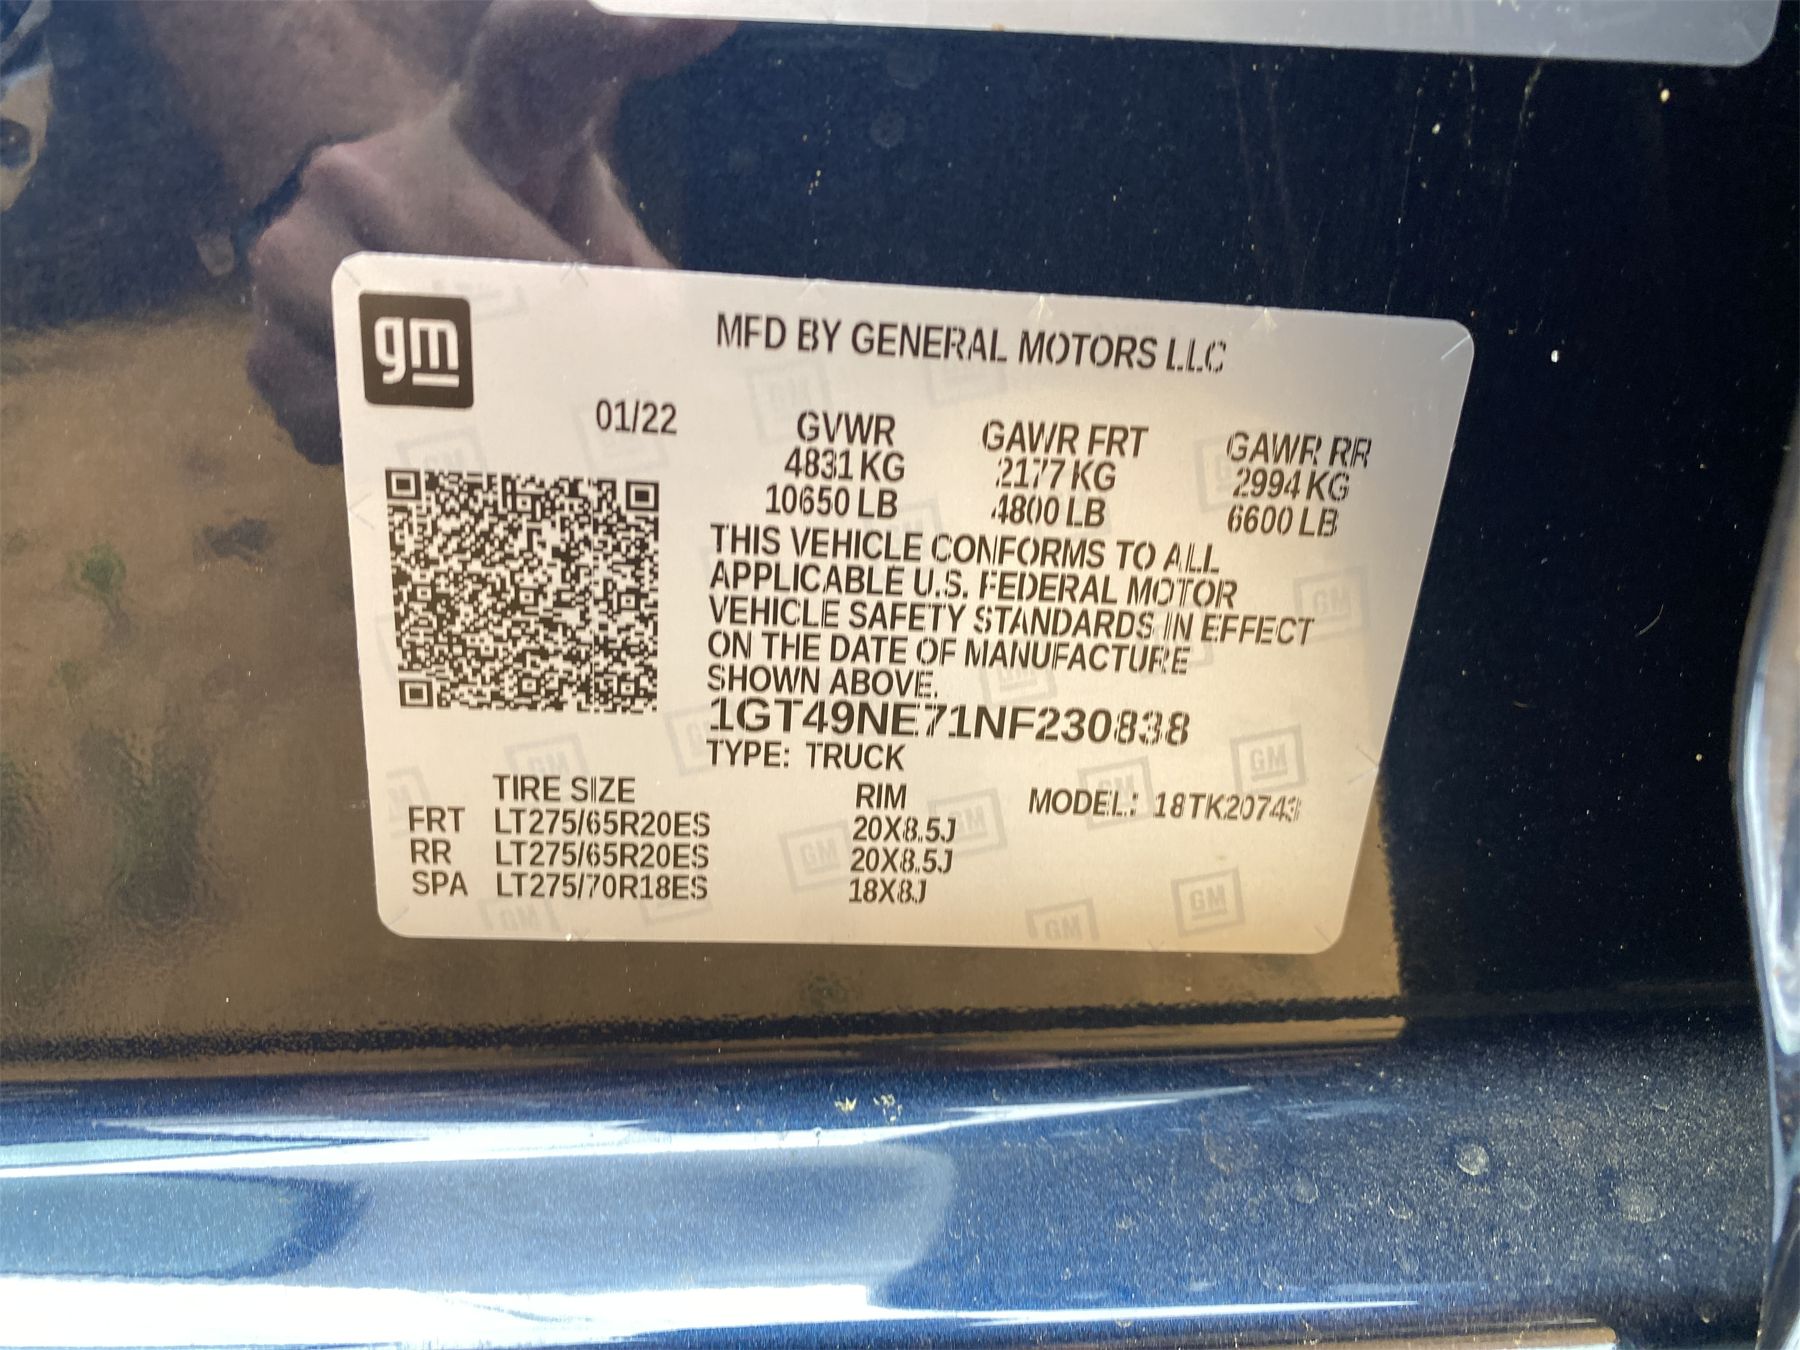 gm
MFD BY GENERAL MOTORS LLC
01/22
GVWR GAWR FRT GAWR RR
4831 KG 2177 KG 2994 KG
10650 LB 4800 LB 6600 LB
THIS VEHICLE CONFORMS TO ALL
APPLICABLE U.S. FEDERAL MOTOR
VEHICLE SAFETY STANDARDS IN EFFECT
ON THE DATE OF MANUFACTURE
SHOWN ABOVE.
1GT49NE71NF230838
TYPE: TRUCK
TIRE SIZE RIM MODEL: 18TK20743
FRT LT275/65R20ES 20X8.5J
RR LT275/65R20ES 20X8.5J
SPA LT275/70R18ES 18X8J